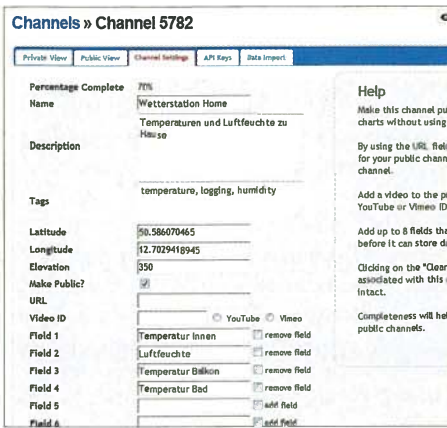 Channels » Channel 5782
Private View Public View Channel Settings API Keys Data Import
Percentage Complete 70%
Name Wetterstation Home
Description Temperaturen und Luftfeuchte zu
Hause
Tags temperature, logging, humidity
Latitude 50.586070465
Longitude 12.7029418945
Elevation 350
Make Public?
URL
Video ID YouTube Vimeo
Field 1 Temperatur Innen remove field
Field 2 Luftfeuchte remove field
Field 3 Temperatur Balkon remove field
Field 4 Temperatur Bad remove field
Field 5 add field
Field 6 add field
Help
Make this channel pu
charts without using
By using the URL fiel
for your public chann
channel.
Add a video to the p
YouTube or Vimeo ID
Add up to 8 fields tha
before it can store da
Clicking on the "Clear
associated with this
intact.
Completeness will hel
public channels.